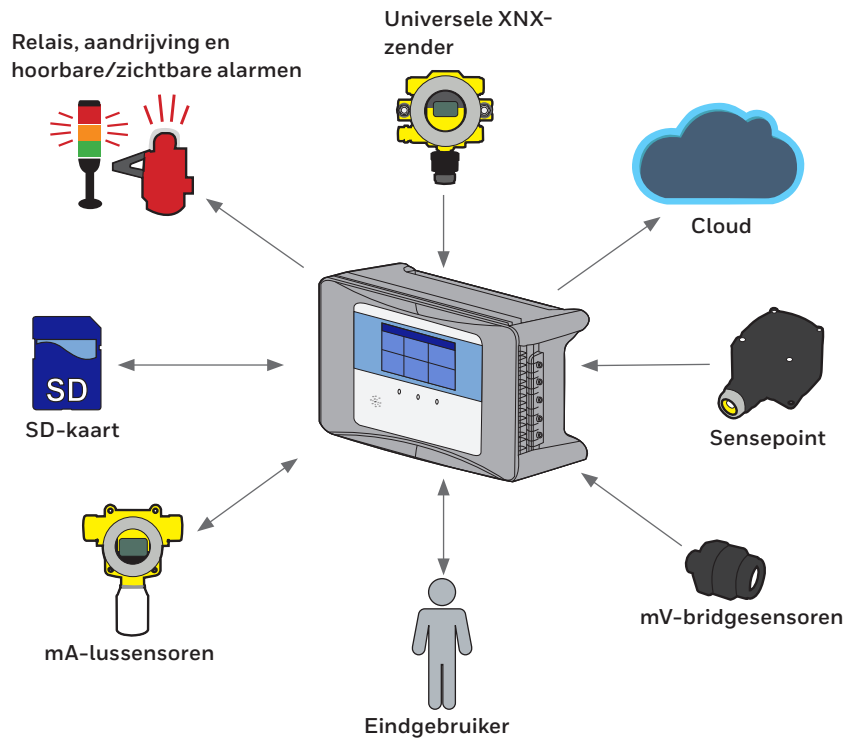 Universele XNX-
zender
Relais, aandrijving en
hoorbare/zichtbare alarmen
Cloud
SD
SD-kaart
Sensepoint
mA-lussensoren
mV-bridgesensoren
Eindgebruiker